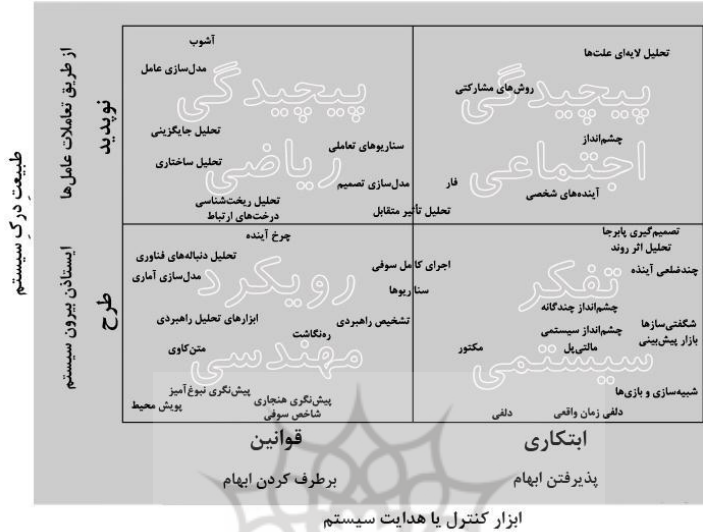 طبیعتِ درکِ سیستم
از طریق تعاملات عامل‌ها
نوپدید
ایستادن بیرون سیستم
طرح
پیچیدگی
اجتماعی
تحلیل لایه‌ای علت‌ها
روش‌های مشارکتی
چشم‌انداز
فار
آینده‌های شخصی
پیچیدگی
ریاضی
آشوب
مدل‌سازی عامل
تحلیل جایگزینی
سناریوهای تعاملی
تحلیل ساختاری
مدل‌سازی تصمیم
تحلیل ریخت‌شناسی
تحلیل تأثیر متقابل
درخت‌های ارتباط
تفکر
سیستمی
تصمیم‌گیری پابرجا
تحلیل اثر روند
چندضلعی آینده
چشم‌انداز چندگانه
شگفتی‌سازها
چشم‌انداز سیستمی
بازار پیش‌بینی
مالتی‌پل
مکتور
شبیه‌سازی و بازی‌ها
دلفی زمان واقعی
دلفی
رویکرد
مهندسی
چرخ آینده
تحلیل دنباله‌های فناوری
اجرای کامل سوفی
مدل‌سازی آماری
سناریوها
ابزارهای تحلیل راهبردی
تشخیص راهبردی
ره‌نگاشت
متن‌کاوی
پیش‌نگری نبوغ‌آمیز
پیش‌نگری هنجاری
پویش محیط
شاخص سوفی
ابتکاری
قوانین
پذیرفتن ابهام
برطرف کردن ابهام
ابزار کنترل یا هدایت سیستم